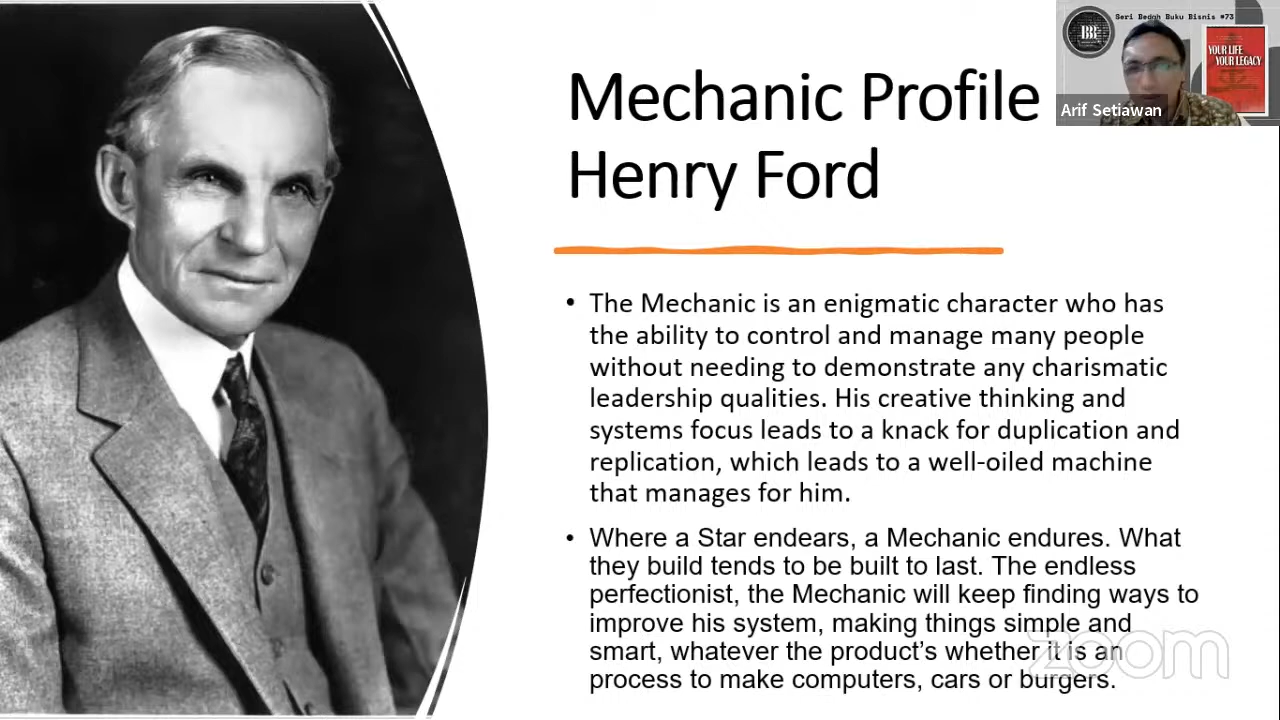 Seri Bedah Buku Bisnis #73
BBB
YOUR LIFE
YOUR LEGACY
Arif Setiawan
Mechanic Profile
Henry Ford
• The Mechanic is an enigmatic character who has
the ability to control and manage many people
without needing to demonstrate any charismatic
leadership qualities. His creative thinking and
systems focus leads to a knack for duplication and
replication, which leads to a well-oiled machine
that manages for him.
• Where a Star endears, a Mechanic endures. What
they build tends to be built to last. The endless
perfectionist, the Mechanic will keep finding ways to
improve his system, making things simple and
smart, whatever the product’s whether it is an
process to make computers, cars or burgers.
zoom